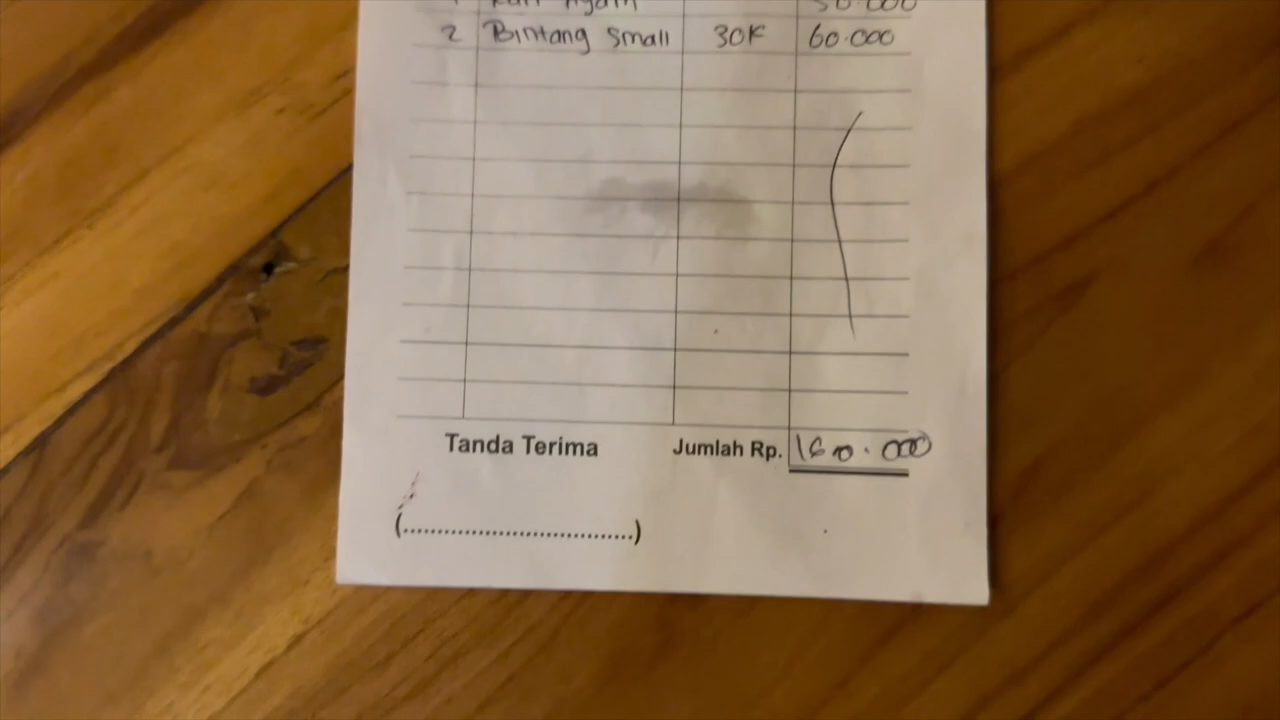 2 Bintang small 30K 60.000
Tanda Terima Jumlah Rp. 160.000
(................................)